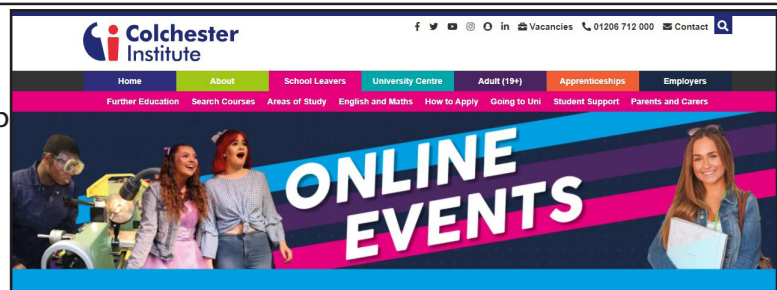 Colchester
Institute
Vacancies 01206 712 000 Contact
Home About School Leavers University Centre Adult (19+) Apprenticeships Employers
Further Education Search Courses Areas of Study English and Maths How to Apply Going to Uni Student Support Parents and Carers
ONLINE
EVENTS